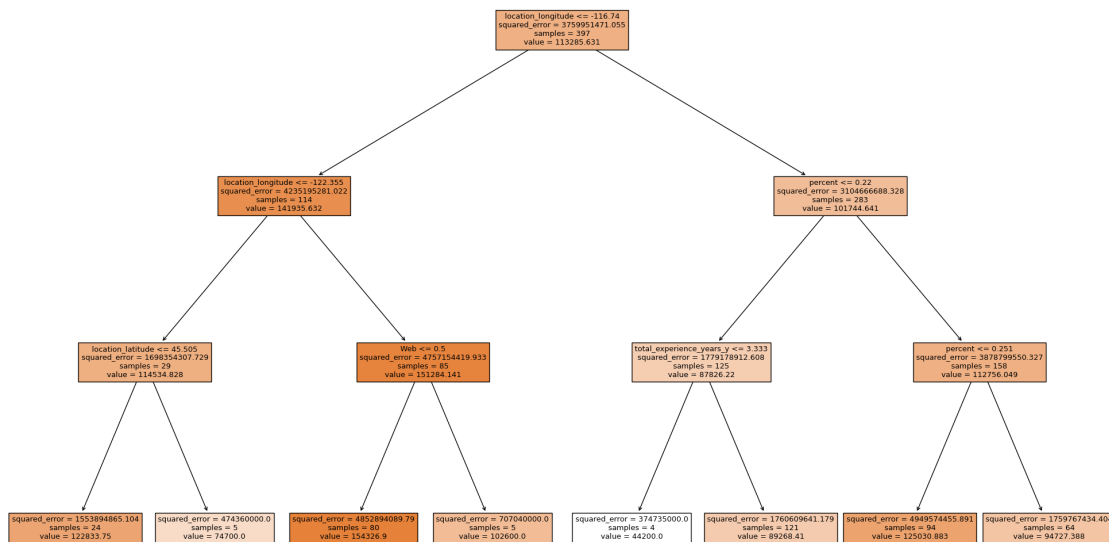 location_longitude <= -116.74
squared_error = 3759951471.055
samples = 397
value = 113285.631
location_longitude <= -122.355
squared_error = 4235195281.022
samples = 114
value = 141935.632
percent <= 0.22
squared_error = 3104666688.328
samples = 283
value = 101744.641
location_latitude <= 45.505
squared_error = 1698354307.729
samples = 29
value = 114534.828
Web <= 0.5
squared_error = 4757154419.933
samples = 85
value = 151284.141
total_experience_years_y <= 3.333
squared_error = 1779178912.608
samples = 125
value = 87826.22
percent <= 0.251
squared_error = 3878799550.327
samples = 158
value = 112756.049
squared_error = 1553894865.104
samples = 24
value = 122833.75
squared_error = 474360000.0
samples = 5
value = 74700.0
squared_error = 4852894089.79
samples = 80
value = 154326.9
squared_error = 707040000.0
samples = 5
value = 102600.0
squared_error = 374735000.0
samples = 4
value = 44200.0
squared_error = 1760609641.179
samples = 121
value = 89268.41
squared_error = 4949574455.891
samples = 94
value = 125030.883
squared_error = 1759767434.404
samples = 64
value = 94727.388